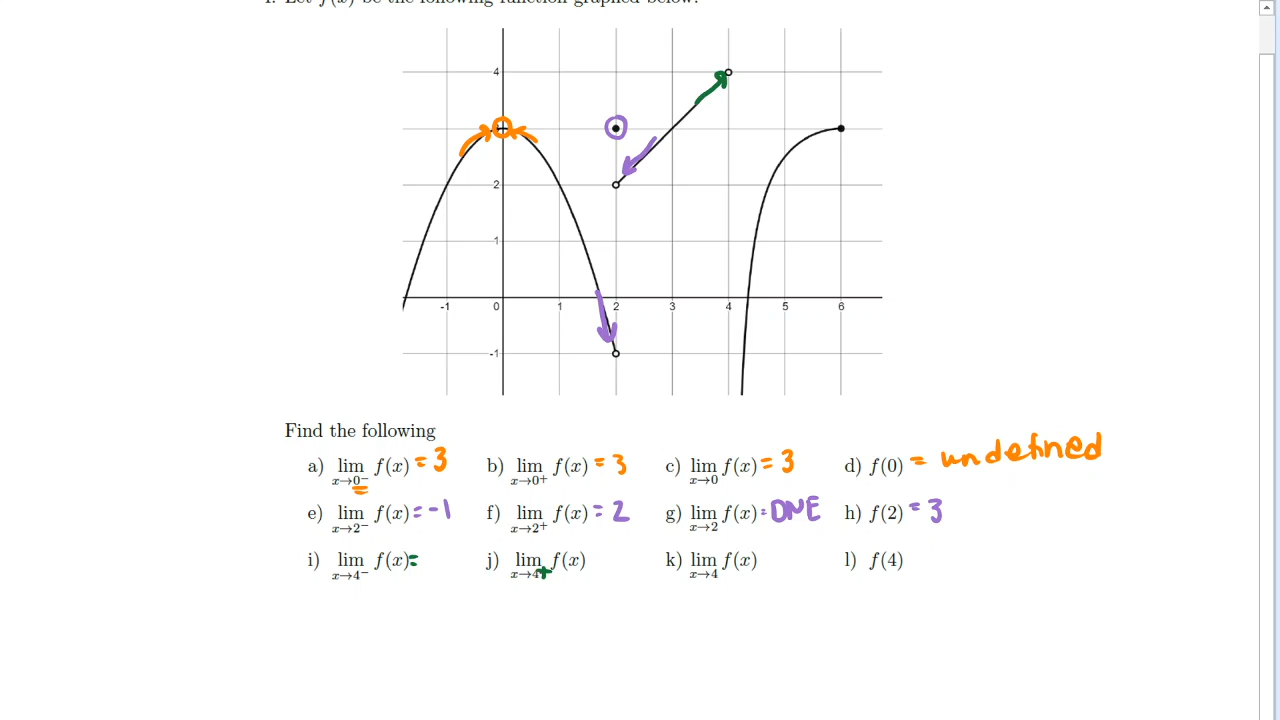 Let f(x) be the following function graphed below.
4
2
1
-1 0 1 2 3 4 5 6
-1
Find the following
a) lim x→0⁻ f(x) = 3 b) lim x→0⁺ f(x) = 3 c) lim x→0 f(x) = 3 d) f(0) = undefined
e) lim x→2⁻ f(x) = -1 f) lim x→2⁺ f(x) = 2 g) lim x→2 f(x) = DNE h) f(2) = 3
i) lim x→4⁻ f(x) = j) lim x→4⁺ f(x) k) lim x→4 f(x) l) f(4)